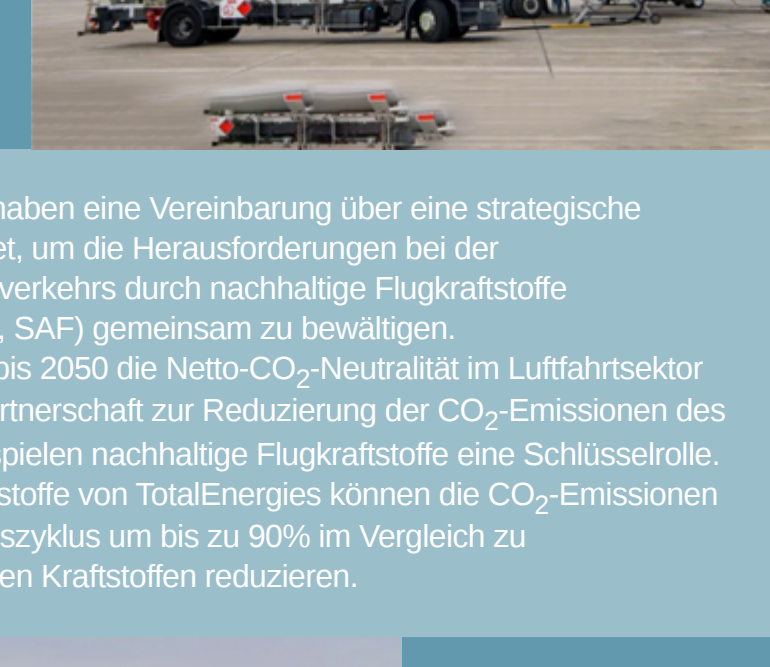 haben eine Vereinbarung über eine strategische
et, um die Herausforderungen bei der
verkehrs durch nachhaltige Flugkraftstoffe
, SAF) gemeinsam zu bewältigen.
bis 2050 die Netto-CO₂-Neutralität im Luftfahrtsektor
rtnerschaft zur Reduzierung der CO₂-Emissionen des
spielen nachhaltige Flugkraftstoffe eine Schlüsselrolle.
stoffe von TotalEnergies können die CO₂-Emissionen
szyklus um bis zu 90% im Vergleich zu
en Kraftstoffen reduzieren.